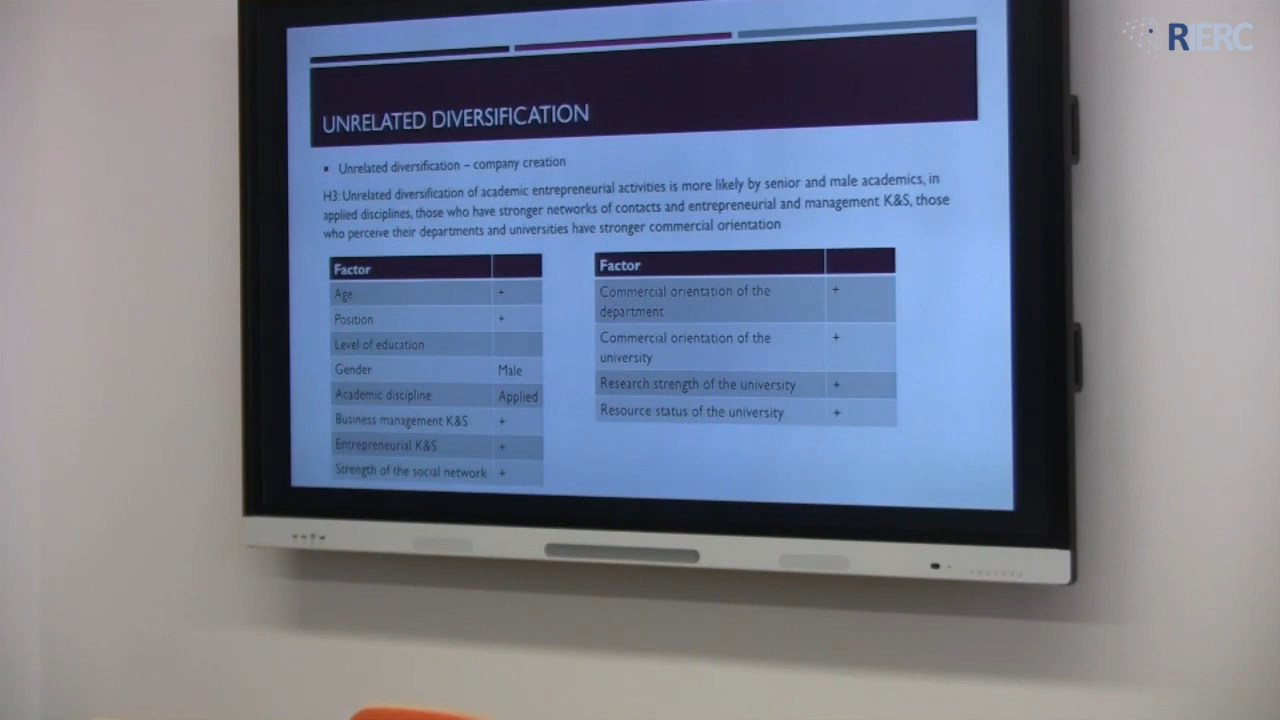 RIERC
UNRELATED DIVERSIFICATION
▪ Unrelated diversification – company creation
H3: Unrelated diversification of academic entrepreneurial activities is more likely by senior and male academics, in
applied disciplines, those who have stronger networks of contacts and entrepreneurial and management K&S, those
who perceive their departments and universities have stronger commercial orientation
Factor
Age +
Position +
Level of education
Gender Male
Academic discipline Applied
Business management K&S +
Entrepreneurial K&S +
Strength of the social network +
Factor
Commercial orientation of the +
department
Commercial orientation of the +
university
Research strength of the university +
Resource status of the university +